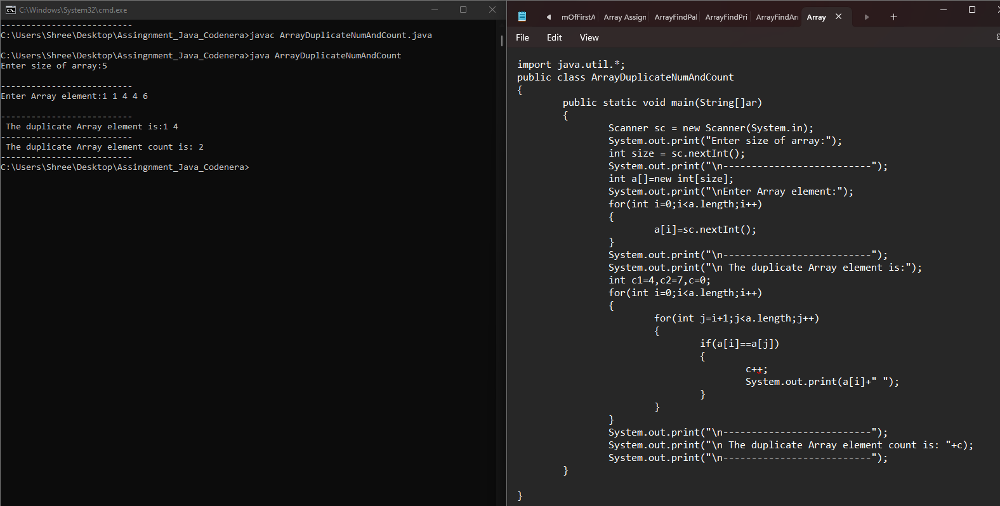 C:\Windows\System32\cmd.exe
--------------------------
C:\Users\Shree\Desktop\Assingnment_Java_Codenera>javac ArrayDuplicateNumAndCount.java
C:\Users\Shree\Desktop\Assingnment_Java_Codenera>java ArrayDuplicateNumAndCount
Enter size of array:5
--------------------------
Enter Array element:1 1 4 4 6
--------------------------
 The duplicate Array element is:1 4
--------------------------
 The duplicate Array element count is: 2
--------------------------
C:\Users\Shree\Desktop\Assingnment_Java_Codenera>
mOfFirstA Array Assign ArrayFindPal ArrayFindPri ArrayFindArr Array
File Edit View
import java.util.*;
public class ArrayDuplicateNumAndCount
{
        public static void main(String[]ar)
        {
                Scanner sc = new Scanner(System.in);
                System.out.print("Enter size of array:");
                int size = sc.nextInt();
                System.out.print("\n--------------------------");
                int a[]=new int[size];
                System.out.print("\nEnter Array element:");
                for(int i=0;i<a.length;i++)
                {
                        a[i]=sc.nextInt();
                }
                System.out.print("\n--------------------------");
                System.out.print("\n The duplicate Array element is:");
                int c1=4,c2=7,c=0;
                for(int i=0;i<a.length;i++)
                {
                        for(int j=i+1;j<a.length;j++)
                        {
                                if(a[i]==a[j])
                                {
                                        c++;
                                        System.out.print(a[i]+" ");
                                }
                        }
                }
                System.out.print("\n--------------------------");
                System.out.print("\n The duplicate Array element count is: "+c);
                System.out.print("\n--------------------------");
        }
}